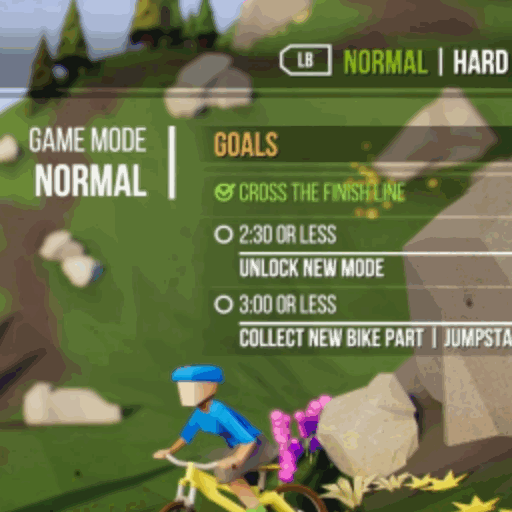 LB NORMAL | HARD
GAME MODE
NORMAL
GOALS
CROSS THE FINISH LINE
2:30 OR LESS
UNLOCK NEW MODE
3:00 OR LESS
COLLECT NEW BIKE PART | JUMPSTA